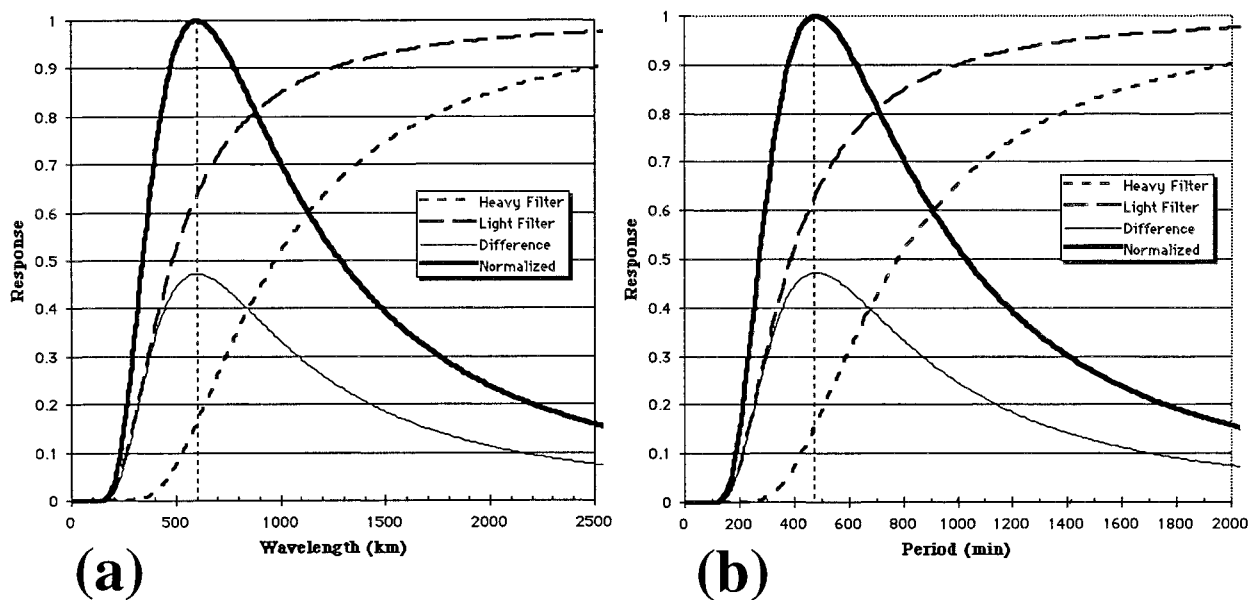 1
0.9
0.8
0.7
0.6
0.5
0.4
0.3
0.2
0.1
0
Response
Heavy Filter
Light Filter
Difference
Normalized
0 500 1000 1500 2000 2500
Wavelength (km)
(a)
1
0.9
0.8
0.7
0.6
0.5
0.4
0.3
0.2
0.1
0
Response
Heavy Filter
Light Filter
Difference
Normalized
0 200 400 600 800 1000 1200 1400 1600 1800 2000
Period (min)
(b)